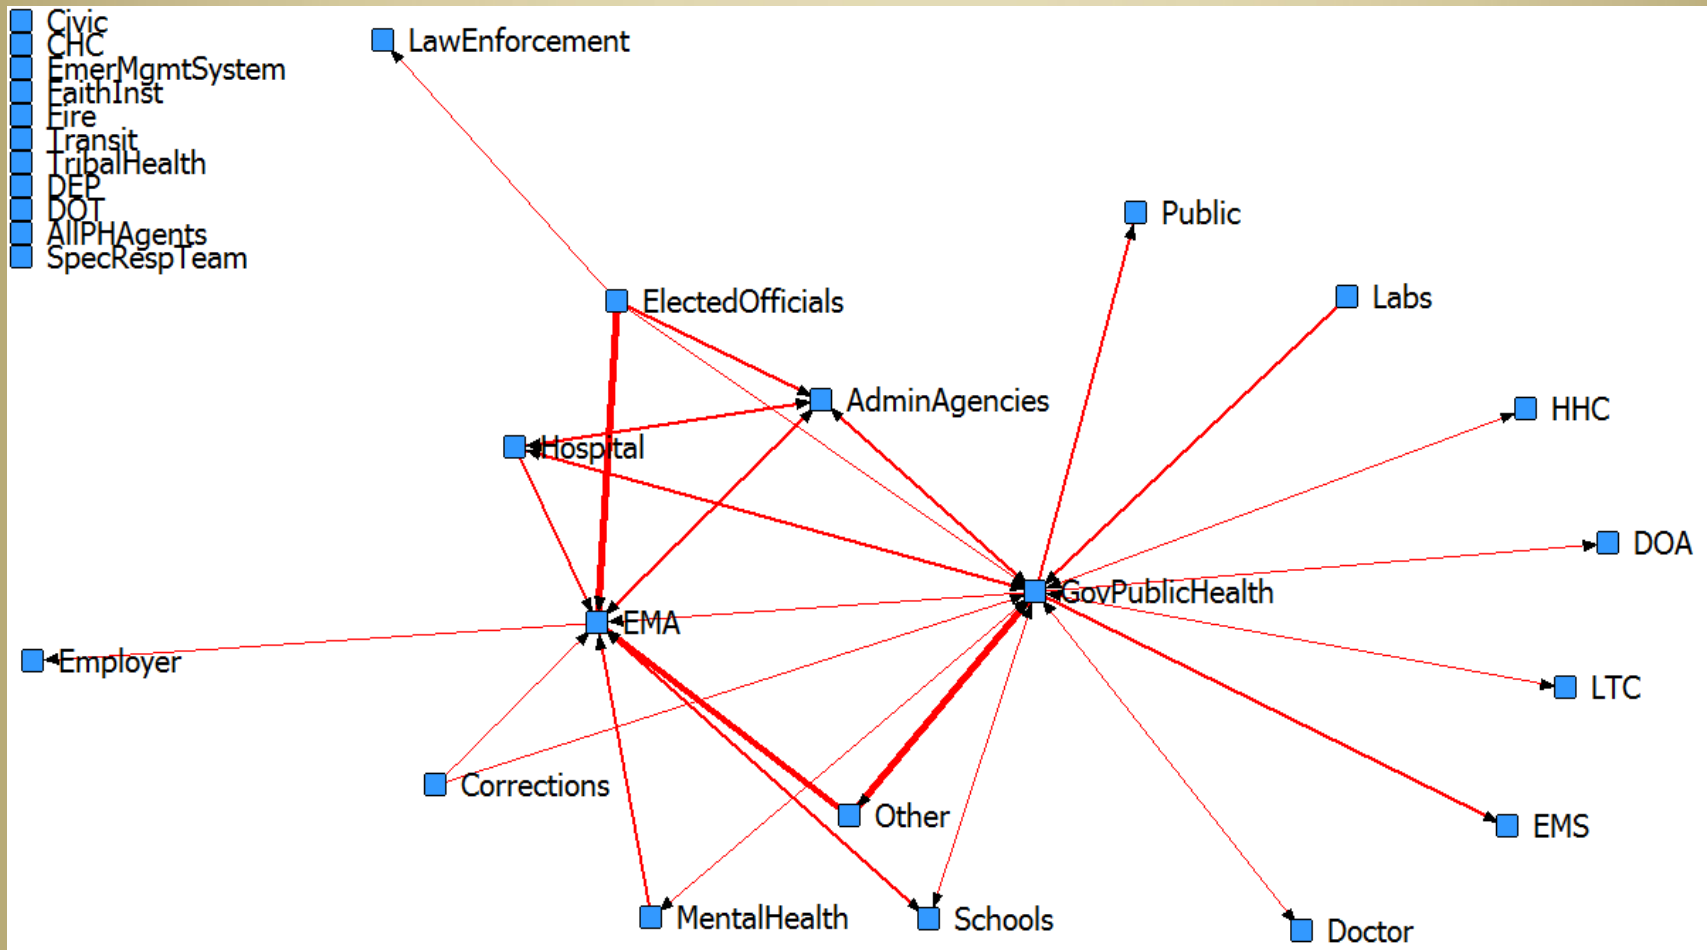 Civic
CHC
EmerMgmtSystem
FaithInst
Fire
Transit
TribalHealth
DEP
DOT
AllPHAgents
SpecRespTeam
LawEnforcement
Public
Labs
ElectedOfficials
AdminAgencies
HHC
Hospital
DOA
GovPublicHealth
EMA
Employer
LTC
Corrections
Other
EMS
MentalHealth
Schools
Doctor